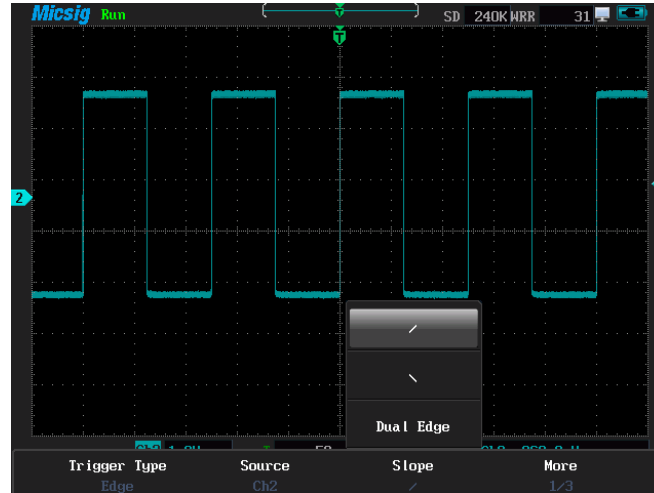 Micsig Run SD 240K WRR 31
T
T
2
Dual Edge
Trigger Type Source Slope More
Edge Ch2 1/3